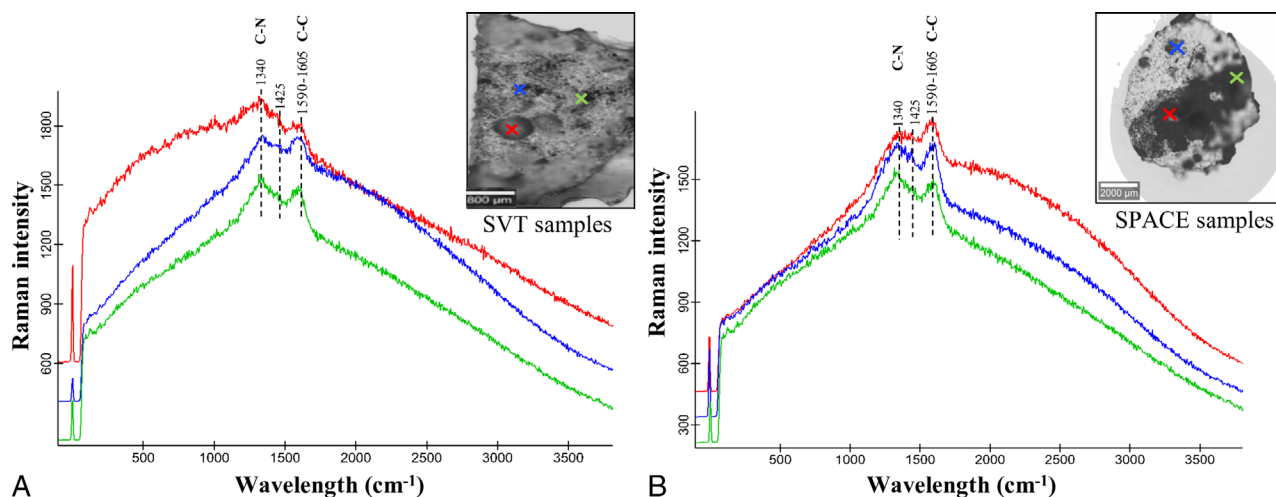 C-N
C-C
1340
1425
1590-1605
1800
1500
1200
900
600
Raman intensity
500
1000
1500
2000
2500
3000
3500
Wavelength (cm-1)
A
800 µm
SVT samples
C-N
C-C
1340
1425
1590-1605
1500
1200
900
600
300
Raman intensity
500
1000
1500
2000
2500
3000
3500
Wavelength (cm-1)
B
2000 µm
SPACE samples